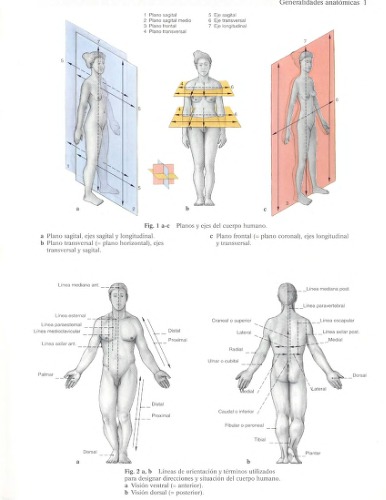 Generalidades anatómicas 1
1 Plano sagital
2 Plano sagital medio
3 Plano frontal
4 Plano transversal
5 Eje sagital
6 Eje transversal
7 Eje longitudinal
a
b
c
Fig. 1 a-c Planos y ejes del cuerpo humano.
a Plano sagital, ejes sagital y longitudinal.
b Plano transversal (= plano horizontal), ejes
transversal y sagital.
c Plano frontal (= plano coronal), ejes longitudinal
y transversal.
Línea mediana ant.
Línea esternal
Línea paraesternal
Línea medioclavicular
Línea axilar ant.
Palmar
Distal
Proximal
Distal
Proximal
Dorsal
a
Línea mediana post.
Línea paravertebral
Craneal o superior
Línea escapular
Lateral
Línea axilar post.
Medial
Radial
Ulnar o cubital
Dorsal
Medial
Lateral
Caudal o inferior
Fibular o peroneal
Tibial
Plantar
b
Fig. 2 a, b Líneas de orientación y términos utilizados
para designar direcciones y situación del cuerpo humano.
a Visión ventral (= anterior).
b Visión dorsal (= posterior).